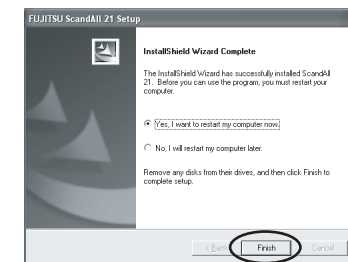 FUJITSU ScandAll 21 Setup
InstallShield Wizard Complete
The InstallShield Wizard has successfully installed ScandAll
21. Before you can use the program, you must restart your
computer.
Yes, I want to restart my computer now.
No, I will restart my computer later.
Remove any disks from their drives, and then click Finish to
complete setup.
< Back Finish Cancel